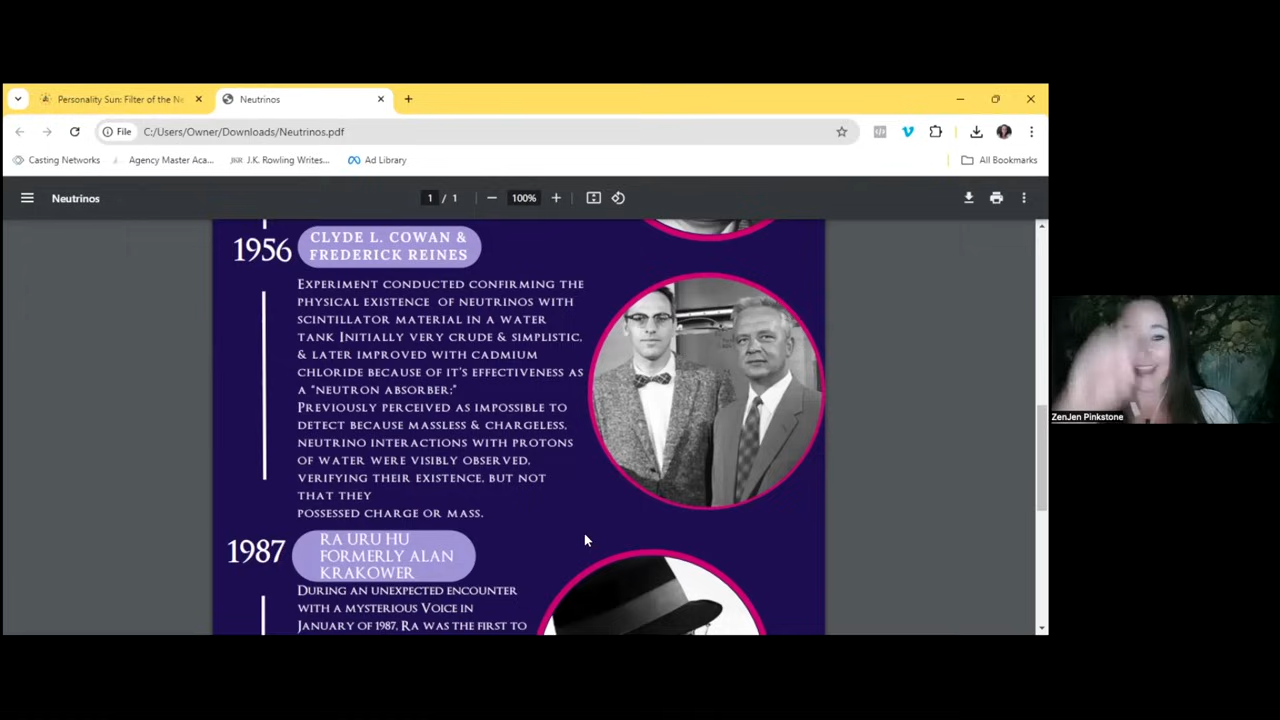 Personality Sun: Filter of the Ne
Neutrinos
File
C:/Users/Owner/Downloads/Neutrinos.pdf
Casting Networks
Agency Master Aca...
JKR
J.K. Rowling Writes...
Ad Library
All Bookmarks
Neutrinos
1 / 1
100%
1956
CLYDE L. COWAN &
FREDERICK REINES
EXPERIMENT CONDUCTED CONFIRMING THE
PHYSICAL EXISTENCE OF NEUTRINOS WITH
SCINTILLATOR MATERIAL IN A WATER
TANK INITIALLY VERY CRUDE & SIMPLISTIC,
& LATER IMPROVED WITH CADMIUM
CHLORIDE BECAUSE OF IT'S EFFECTIVENESS AS
A "NEUTRON ABSORBER;"
PREVIOUSLY PERCEIVED AS IMPOSSIBLE TO
DETECT BECAUSE MASSLESS & CHARGELESS,
NEUTRINO INTERACTIONS WITH PROTONS
OF WATER WERE VISIBLY OBSERVED,
VERIFYING THEIR EXISTENCE, BUT NOT
THAT THEY
POSSESSED CHARGE OR MASS.
1987
RA URU HU
FORMERLY ALAN
KRAKOWER
DURING AN UNEXPECTED ENCOUNTER
WITH A MYSTERIOUS VOICE IN
JANUARY OF 1987, RA WAS THE FIRST TO
ZenJen Pinkstone